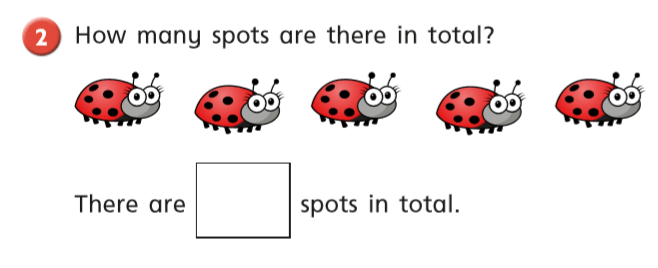 2 How many spots are there in total?
There are spots in total.